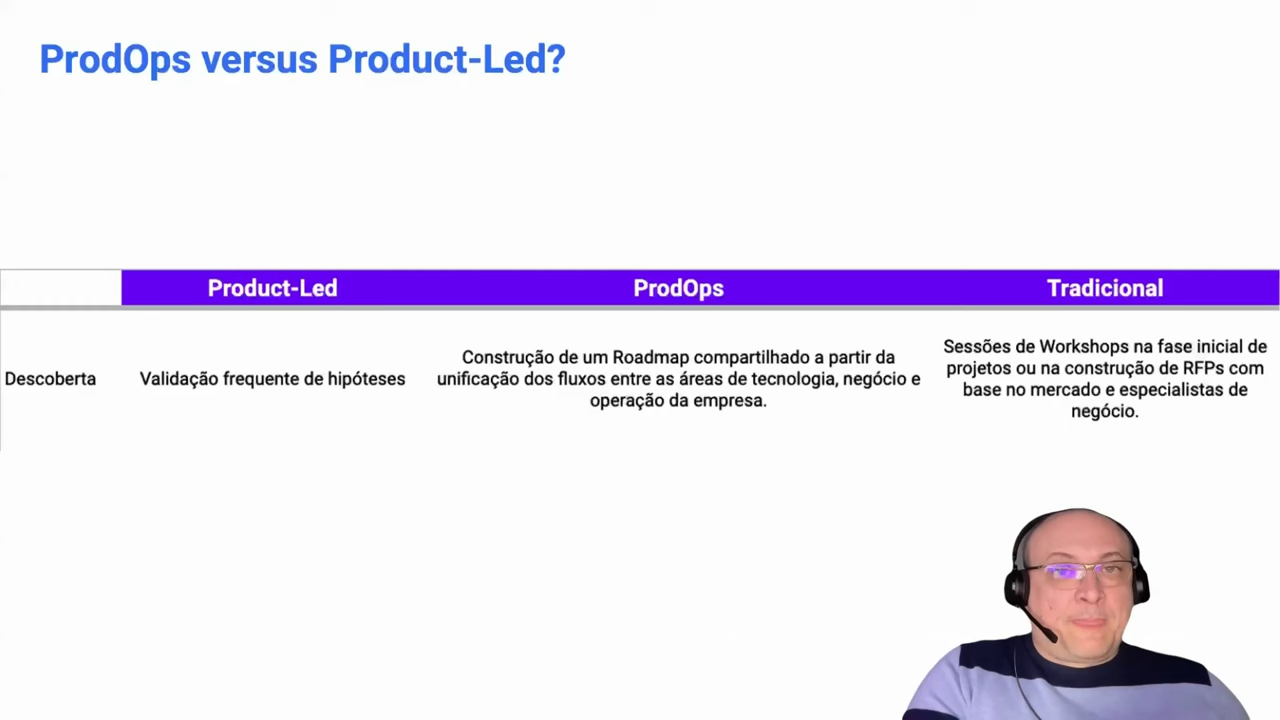 ProdOps versus Product-Led?
Product-Led
ProdOps
Tradicional
Descoberta
Validação frequente de hipóteses
Construção de um Roadmap compartilhado a partir da
unificação dos fluxos entre as áreas de tecnologia, negócio e
operação da empresa.
Sessões de Workshops na fase inicial de
projetos ou na construção de RFPs com
base no mercado e especialistas de
negócio.